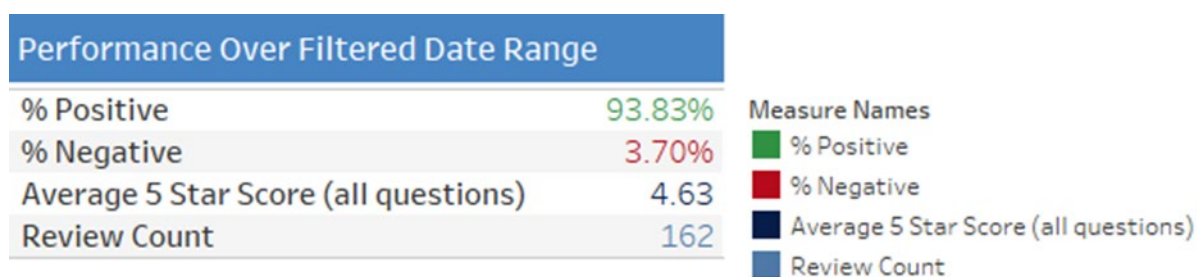 Performance Over Filtered Date Range
% Positive 93.83%
% Negative 3.70%
Average 5 Star Score (all questions) 4.63
Review Count 162
Measure Names
% Positive
% Negative
Average 5 Star Score (all questions)
Review Count